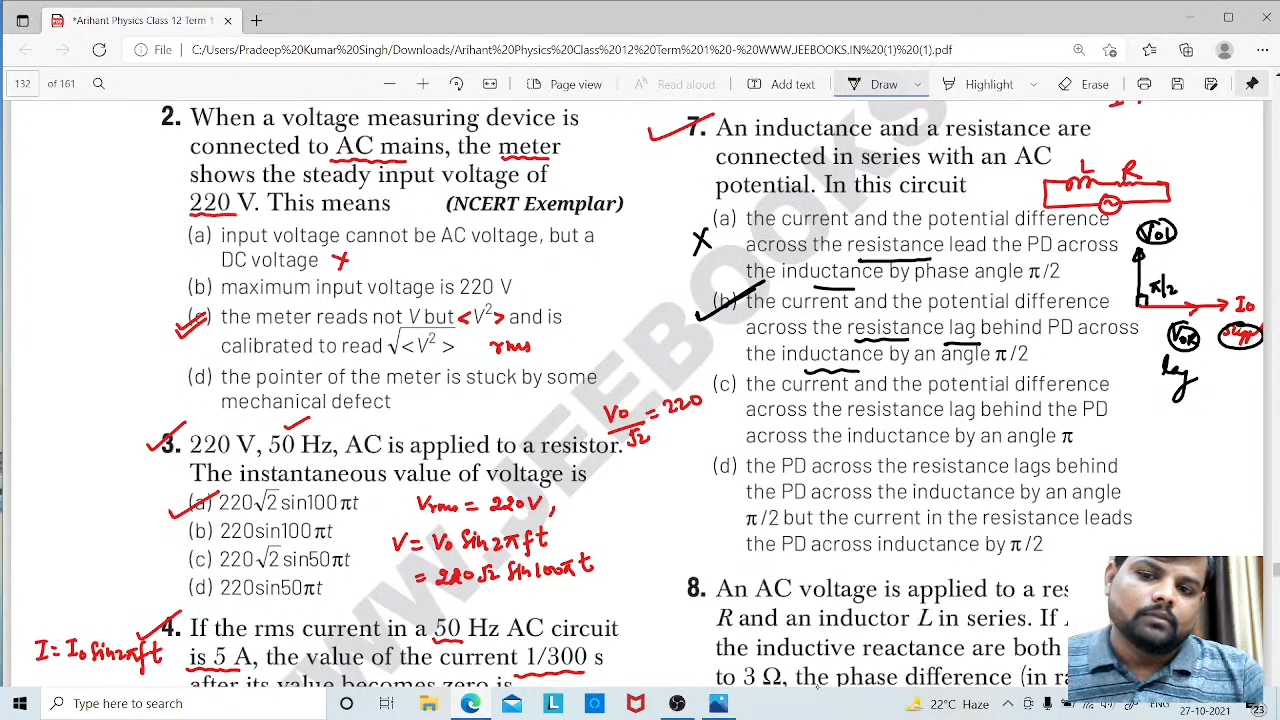 *Arihant Physics Class 12 Term 1
File
C:/Users/Pradeep%20Kumar%20Singh/Downloads/Arihant%20Physics%20Class%2012%20Term%201%20-%20WWW.JEEBOOKS.IN%20(1)%20(1).pdf
132 of 161
Page view
Read aloud
Add text
Draw
Highlight
Erase
2. When a voltage measuring device is
connected to AC mains, the meter
shows the steady input voltage of
220 V. This means (NCERT Exemplar)
(a) input voltage cannot be AC voltage, but a
DC voltage
(b) maximum input voltage is 220 V
(c) the meter reads not V but <V²> and is
calibrated to read √<V²>
rms
(d) the pointer of the meter is stuck by some
mechanical defect
V0/√2 = 220
3. 220 V, 50 Hz, AC is applied to a resistor.
The instantaneous value of voltage is
(a) 220√2 sin100πt
(b) 220sin100πt
(c) 220√2 sin50πt
(d) 220sin50πt
Vrms = 220V,
V = V0 Sin2πft
= 220√2 Sin100πt
4. If the rms current in a 50 Hz AC circuit
is 5 A, the value of the current 1/300 s
after its value becomes zero is
I = I0 Sin2πft
7. An inductance and a resistance are
connected in series with an AC
potential. In this circuit
(a) the current and the potential difference
across the resistance lead the PD across
the inductance by phase angle π/2
(b) the current and the potential difference
across the resistance lag behind PD across
the inductance by an angle π/2
(c) the current and the potential difference
across the resistance lag behind the PD
across the inductance by an angle π
(d) the PD across the resistance lags behind
the PD across the inductance by an angle
π/2 but the current in the resistance leads
the PD across inductance by π/2
L R
VOL
π/2
I0
VOR
lag
8. An AC voltage is applied to a
R and an inductor L in series. If
the inductive reactance are both
to 3 Ω, the phase difference (in
WWW.JEEBOOKS
Type here to search
22°C Haze
27-10-2021
23